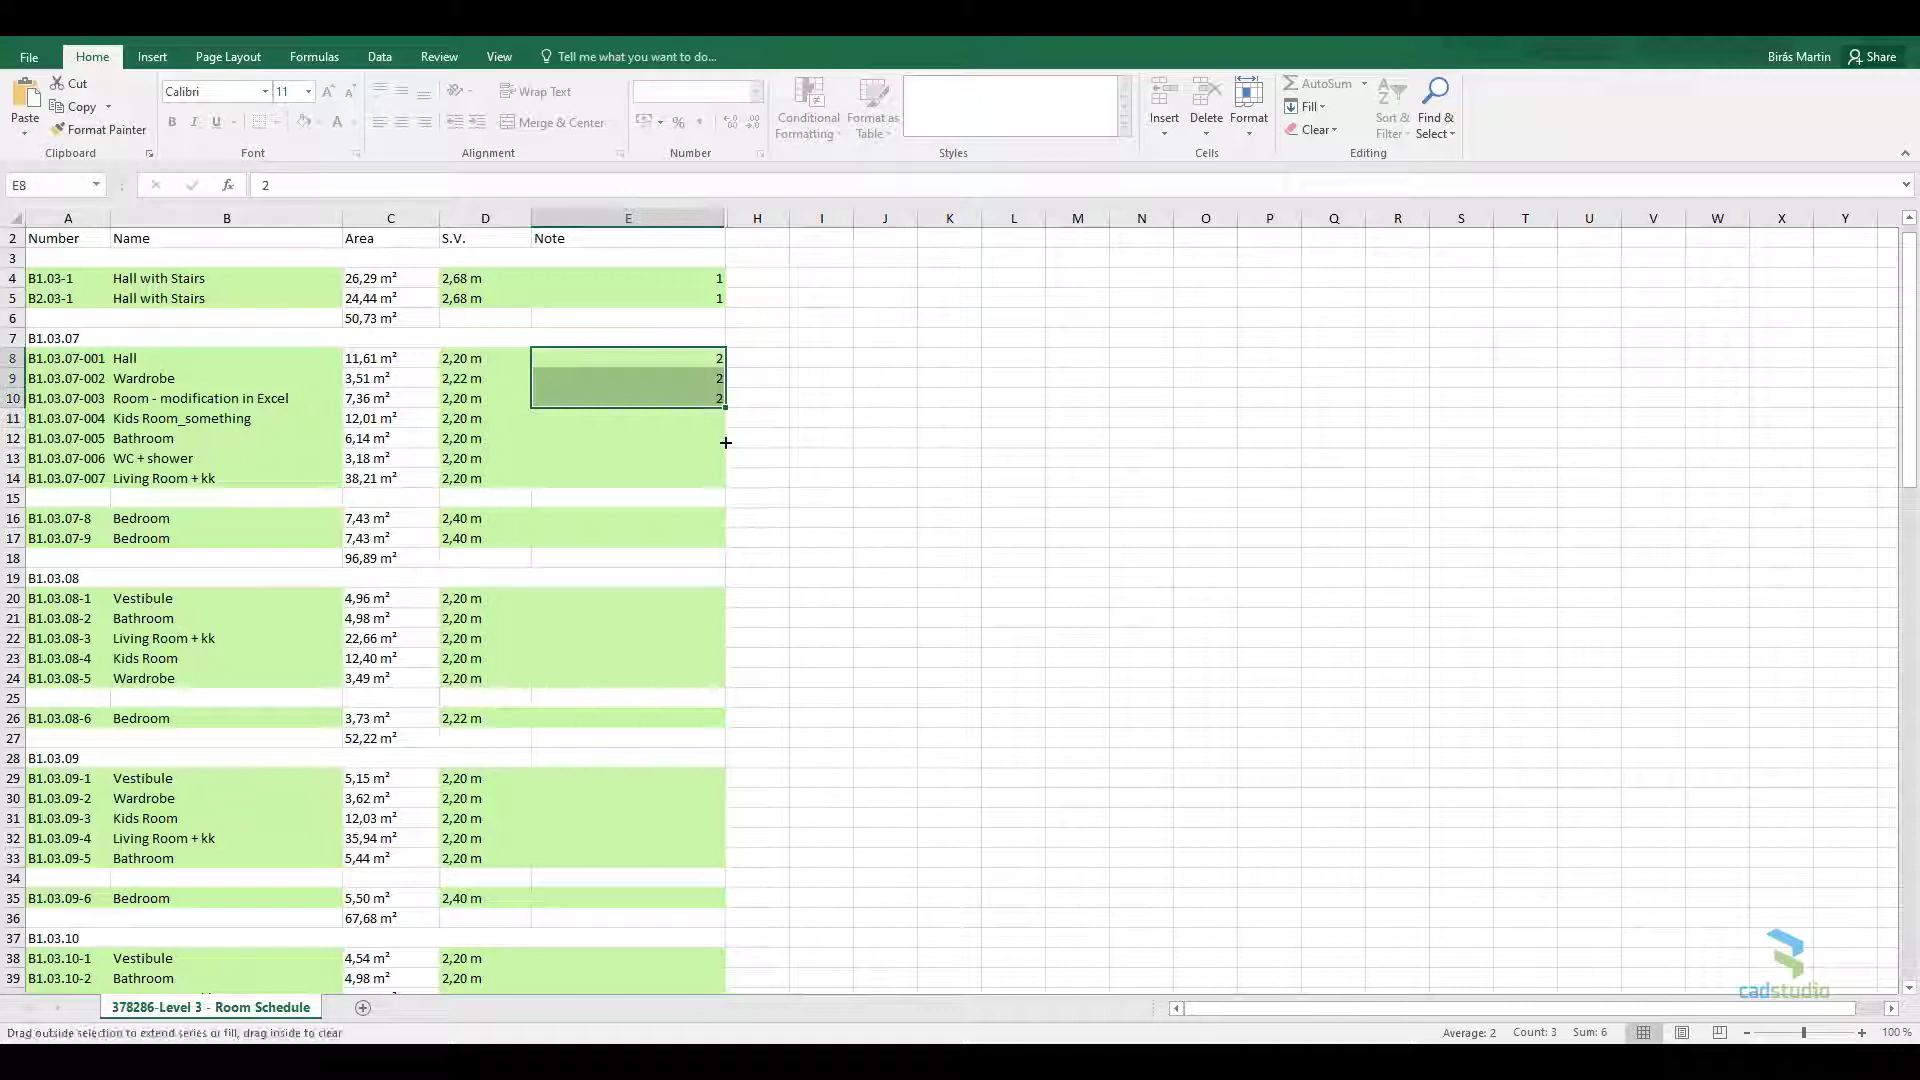 File Home Insert Page Layout Formulas Data Review View Tell me what you want to do... Birás Martin Share
Paste Cut Copy Format Painter Clipboard
Calibri 11 A A B I U A Font
Wrap Text Merge & Center Alignment
% Number
Conditional Formatting Format as Table Styles
Insert Delete Format Cells
AutoSum Fill Clear Sort & Filter Find & Select Editing
E8 fx 2
A B C D E H I J K L M N O P Q R S T U V W X Y
2 Number Name Area S.V. Note
3
4 B1.03-1 Hall with Stairs 26,29 m² 2,68 m 1
5 B2.03-1 Hall with Stairs 24,44 m² 2,68 m 1
6 50,73 m²
7 B1.03.07
8 B1.03.07-001 Hall 11,61 m² 2,20 m 2
9 B1.03.07-002 Wardrobe 3,51 m² 2,22 m 2
10 B1.03.07-003 Room - modification in Excel 7,36 m² 2,20 m 2
11 B1.03.07-004 Kids Room_something 12,01 m² 2,20 m
12 B1.03.07-005 Bathroom 6,14 m² 2,20 m
13 B1.03.07-006 WC + shower 3,18 m² 2,20 m
14 B1.03.07-007 Living Room + kk 38,21 m² 2,20 m
15
16 B1.03.07-8 Bedroom 7,43 m² 2,40 m
17 B1.03.07-9 Bedroom 7,43 m² 2,40 m
18 96,89 m²
19 B1.03.08
20 B1.03.08-1 Vestibule 4,96 m² 2,20 m
21 B1.03.08-2 Bathroom 4,98 m² 2,20 m
22 B1.03.08-3 Living Room + kk 22,66 m² 2,20 m
23 B1.03.08-4 Kids Room 12,40 m² 2,20 m
24 B1.03.08-5 Wardrobe 3,49 m² 2,20 m
25
26 B1.03.08-6 Bedroom 3,73 m² 2,22 m
27 52,22 m²
28 B1.03.09
29 B1.03.09-1 Vestibule 5,15 m² 2,20 m
30 B1.03.09-2 Wardrobe 3,62 m² 2,20 m
31 B1.03.09-3 Kids Room 12,03 m² 2,20 m
32 B1.03.09-4 Living Room + kk 35,94 m² 2,20 m
33 B1.03.09-5 Bathroom 5,44 m² 2,20 m
34
35 B1.03.09-6 Bedroom 5,50 m² 2,40 m
36 67,68 m²
37 B1.03.10
38 B1.03.10-1 Vestibule 4,54 m² 2,20 m
39 B1.03.10-2 Bathroom 4,98 m² 2,20 m
cadstudio
378286-Level 3 - Room Schedule
Drag outside selection to extend series or fill, drag inside to clear Average: 2 Count: 3 Sum: 6 100 %